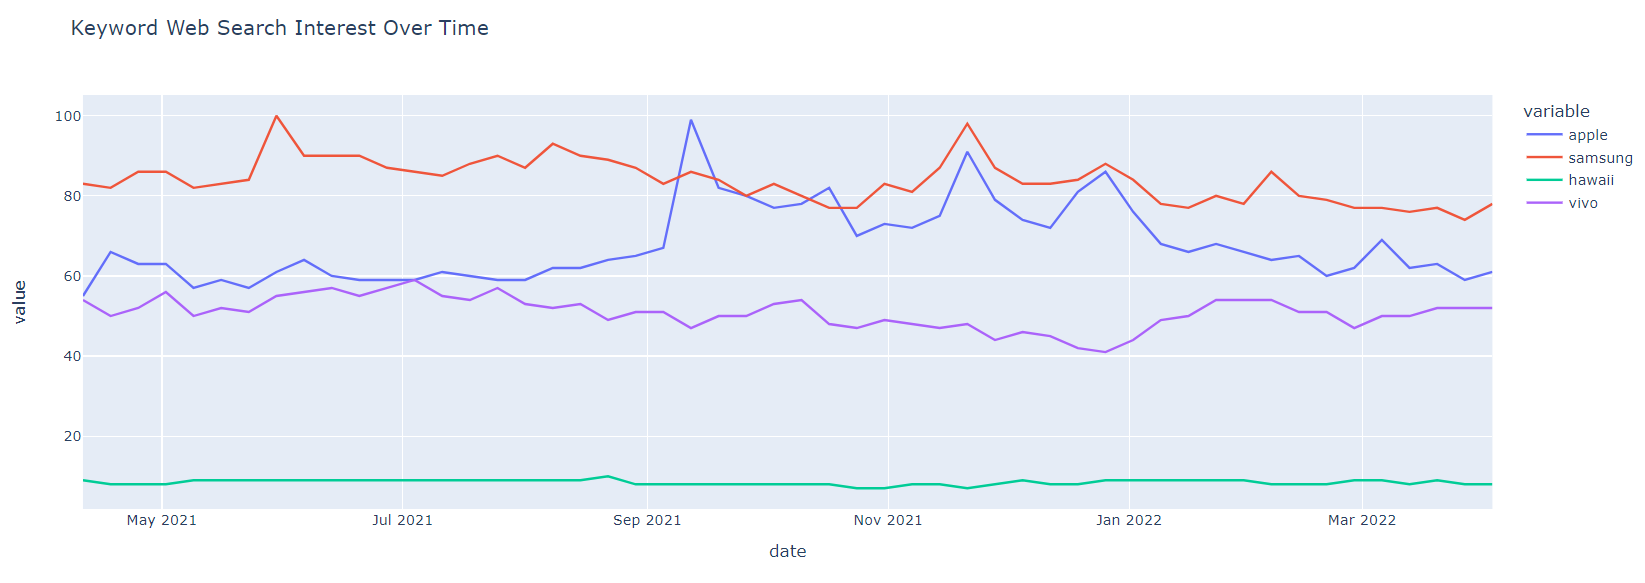 Keyword Web Search Interest Over Time
variable
apple
samsung
hawaii
vivo
value
100
80
60
40
20
May 2021
Jul 2021
Sep 2021
Nov 2021
Jan 2022
Mar 2022
date